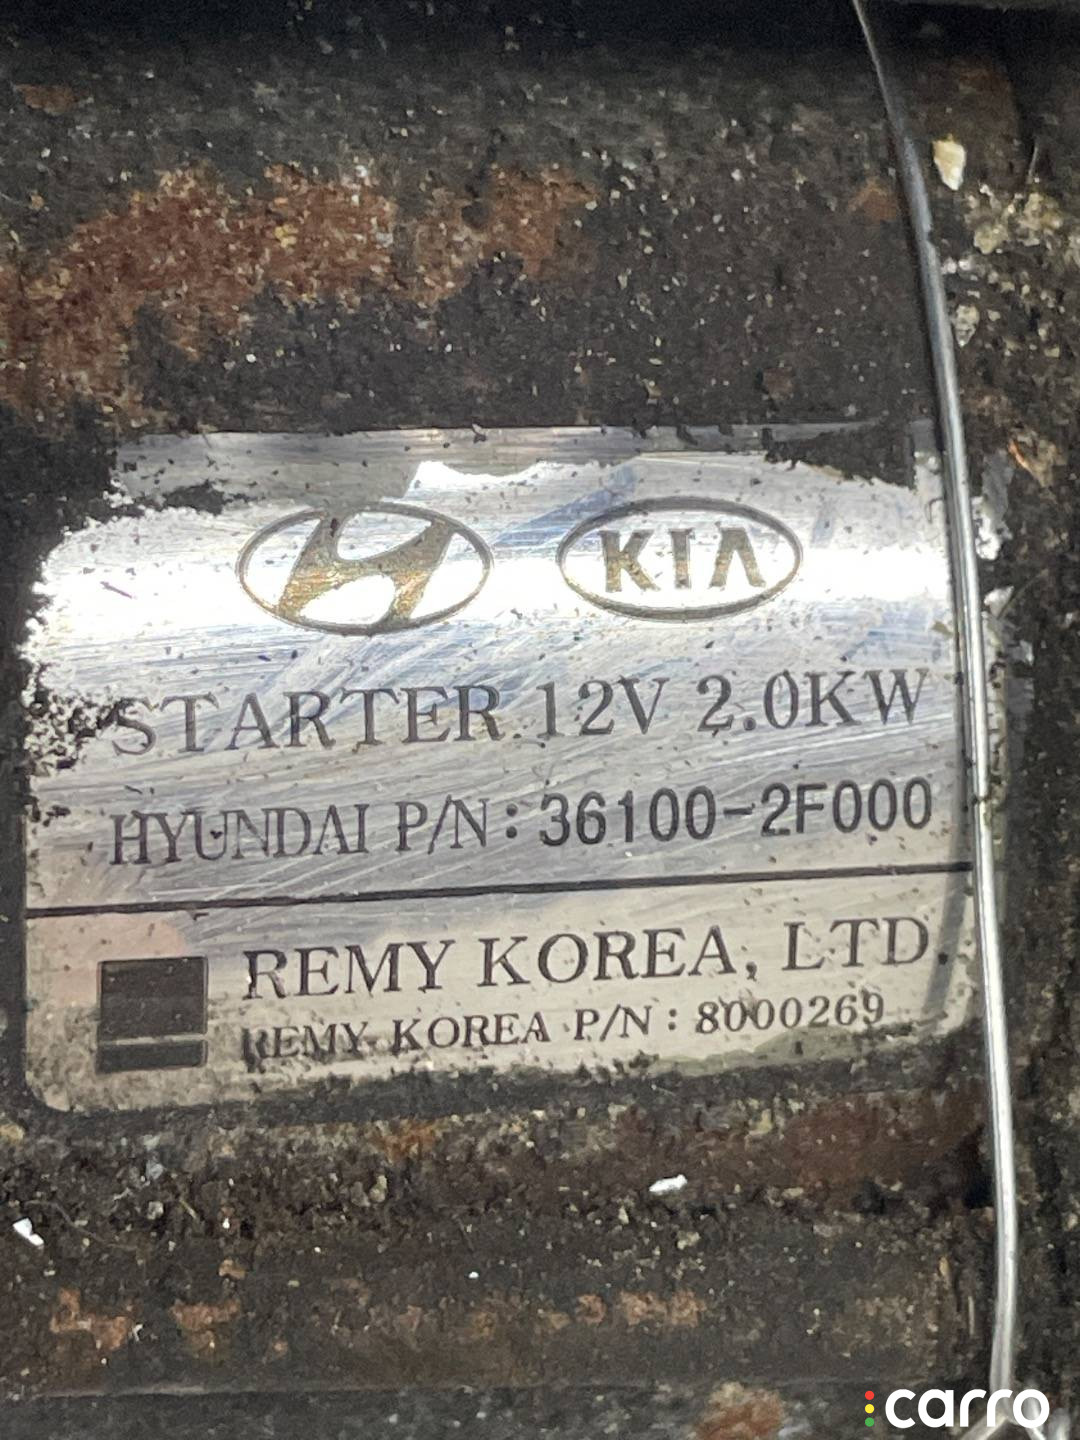 KIA
STARTER 12V 2.0KW
HYUNDAI P/N: 36100-2F000
REMY KOREA, LTD.
REMY KOREA P/N: 8000269
carro